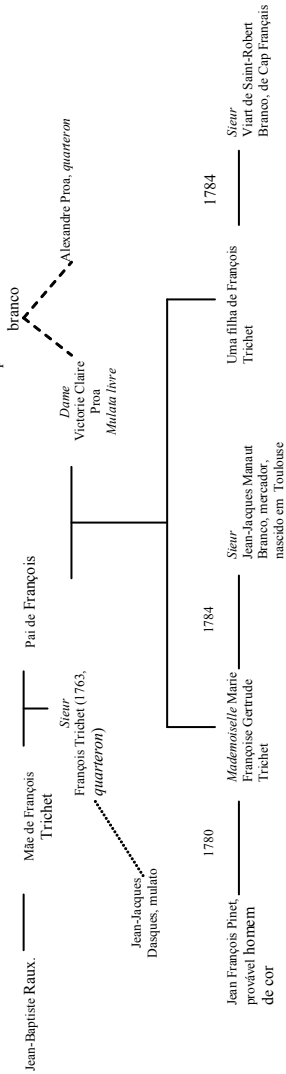 branco
Alexandre Proa, quarteron
Dame
Victorie Claire
Proa
Mulata livre
Jean-Baptiste Raux.
Mãe de François
Trichet
Pai de François
Sieur
François Trichet (1763,
quarteron)
Jean-Jacques
Dasques, mulato
Jean François Pinet,
provável homem
de cor
1780
Mademoiselle Marie
Françoise Gertrude
Trichet
1784
Sieur
Jean-Jacques Manaut
Branco, mercador,
nascido em Toulouse
Uma filha de François
Trichet
1784
Sieur
Viart de Saint-Robert
Branco, de Cap Français